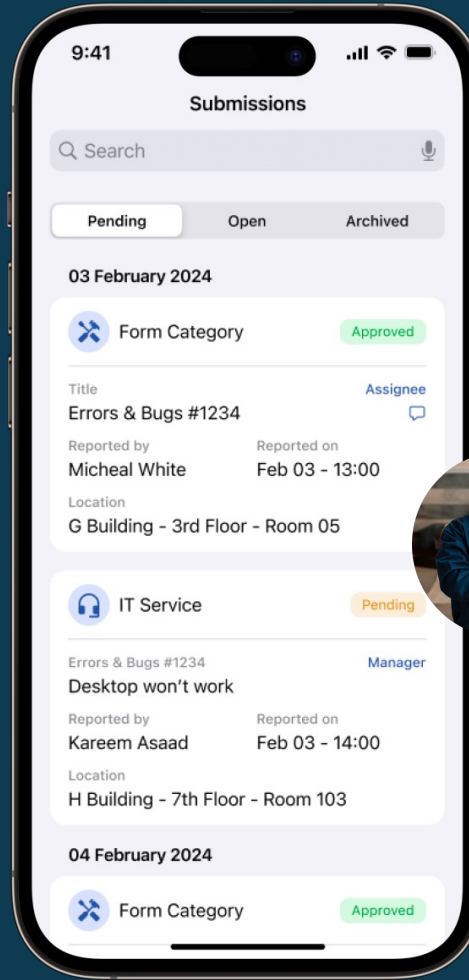 9:41
Submissions
Search
Pending Open Archived
03 February 2024
Form Category Approved
Title Assignee
Errors & Bugs #1234
Reported by Reported on
Micheal White Feb 03 - 13:00
Location
G Building - 3rd Floor - Room 05
IT Service Pending
Errors & Bugs #1234 Manager
Desktop won't work
Reported by Reported on
Kareem Asaad Feb 03 - 14:00
Location
H Building - 7th Floor - Room 103
04 February 2024
Form Category Approved